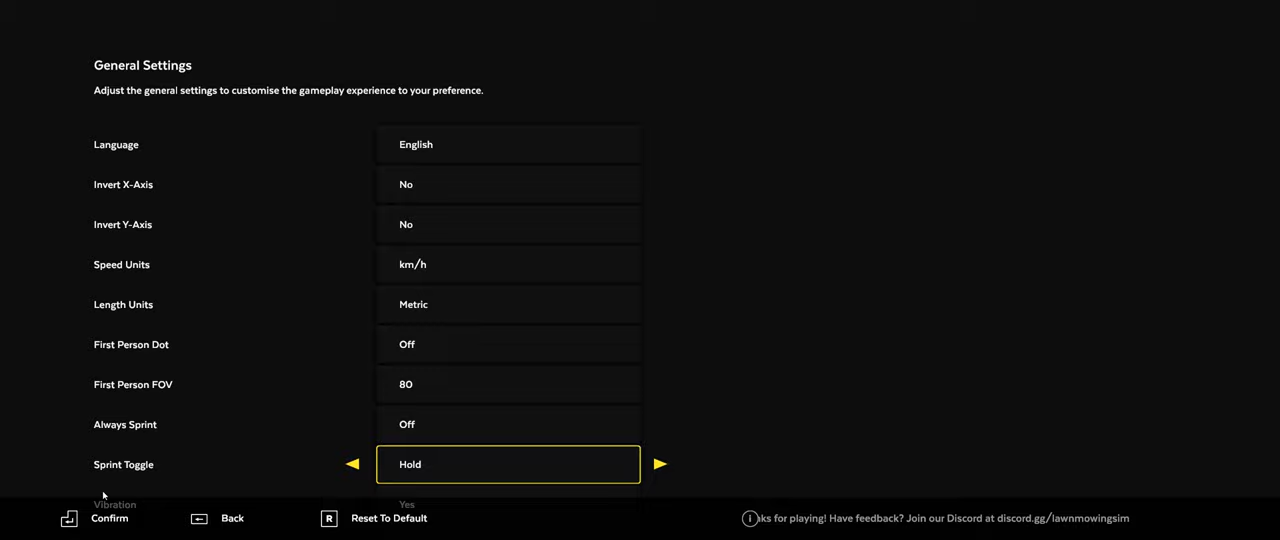 General Settings
Adjust the general settings to customise the gameplay experience to your preference.
Language English
Invert X-Axis No
Invert Y-Axis No
Speed Units km/h
Length Units Metric
First Person Dot Off
First Person FOV 80
Always Sprint Off
Sprint Toggle Hold
Vibration Yes
Confirm Back R Reset To Default for playing! Have feedback? Join our Discord at discord.gg/lawnmowingsim